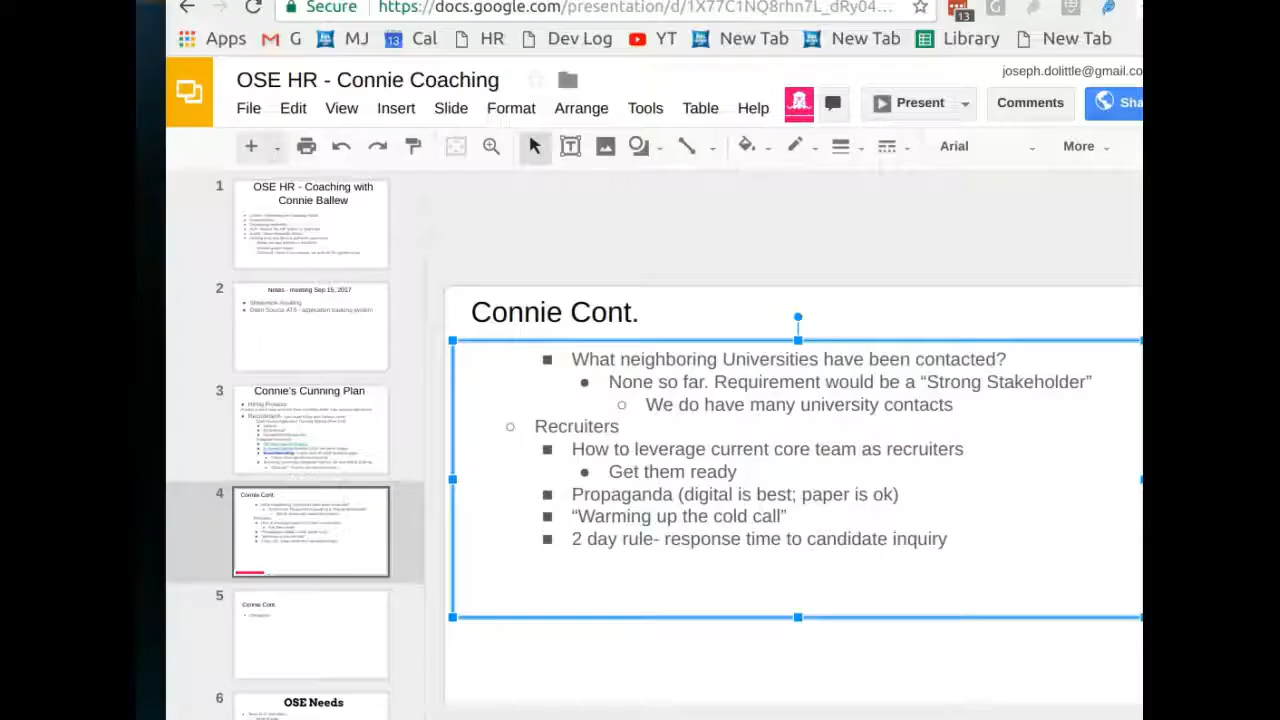 Secure https://docs.google.com/presentation/d/1X77C1NQ8rhn7L_dRy04...
13
Apps G MJ 13 Cal HR Dev Log YT NewTab New Tab Library New Tab
OSE HR - Connie Coaching
joseph.dolittle@gmail.co
File Edit View Insert Slide Format Arrange Tools Table Help
Present Comments Sha
Arial More
1
OSE HR - Coaching with
Connie Ballew
2
Notes - meeting Sep 15, 2017
3
Connie's Cunning Plan
Hiring Process
4
Connie Cont.
5
Connie Cont.
6
OSE Needs
Connie Cont.
What neighboring Universities have been contacted?
None so far. Requirement would be a “Strong Stakeholder”
We do have many university contacts
Recruiters
How to leverage current core team as recruiters
Get them ready
Propaganda (digital is best; paper is ok)
“Warming up the cold call”
2 day rule- response time to candidate inquiry